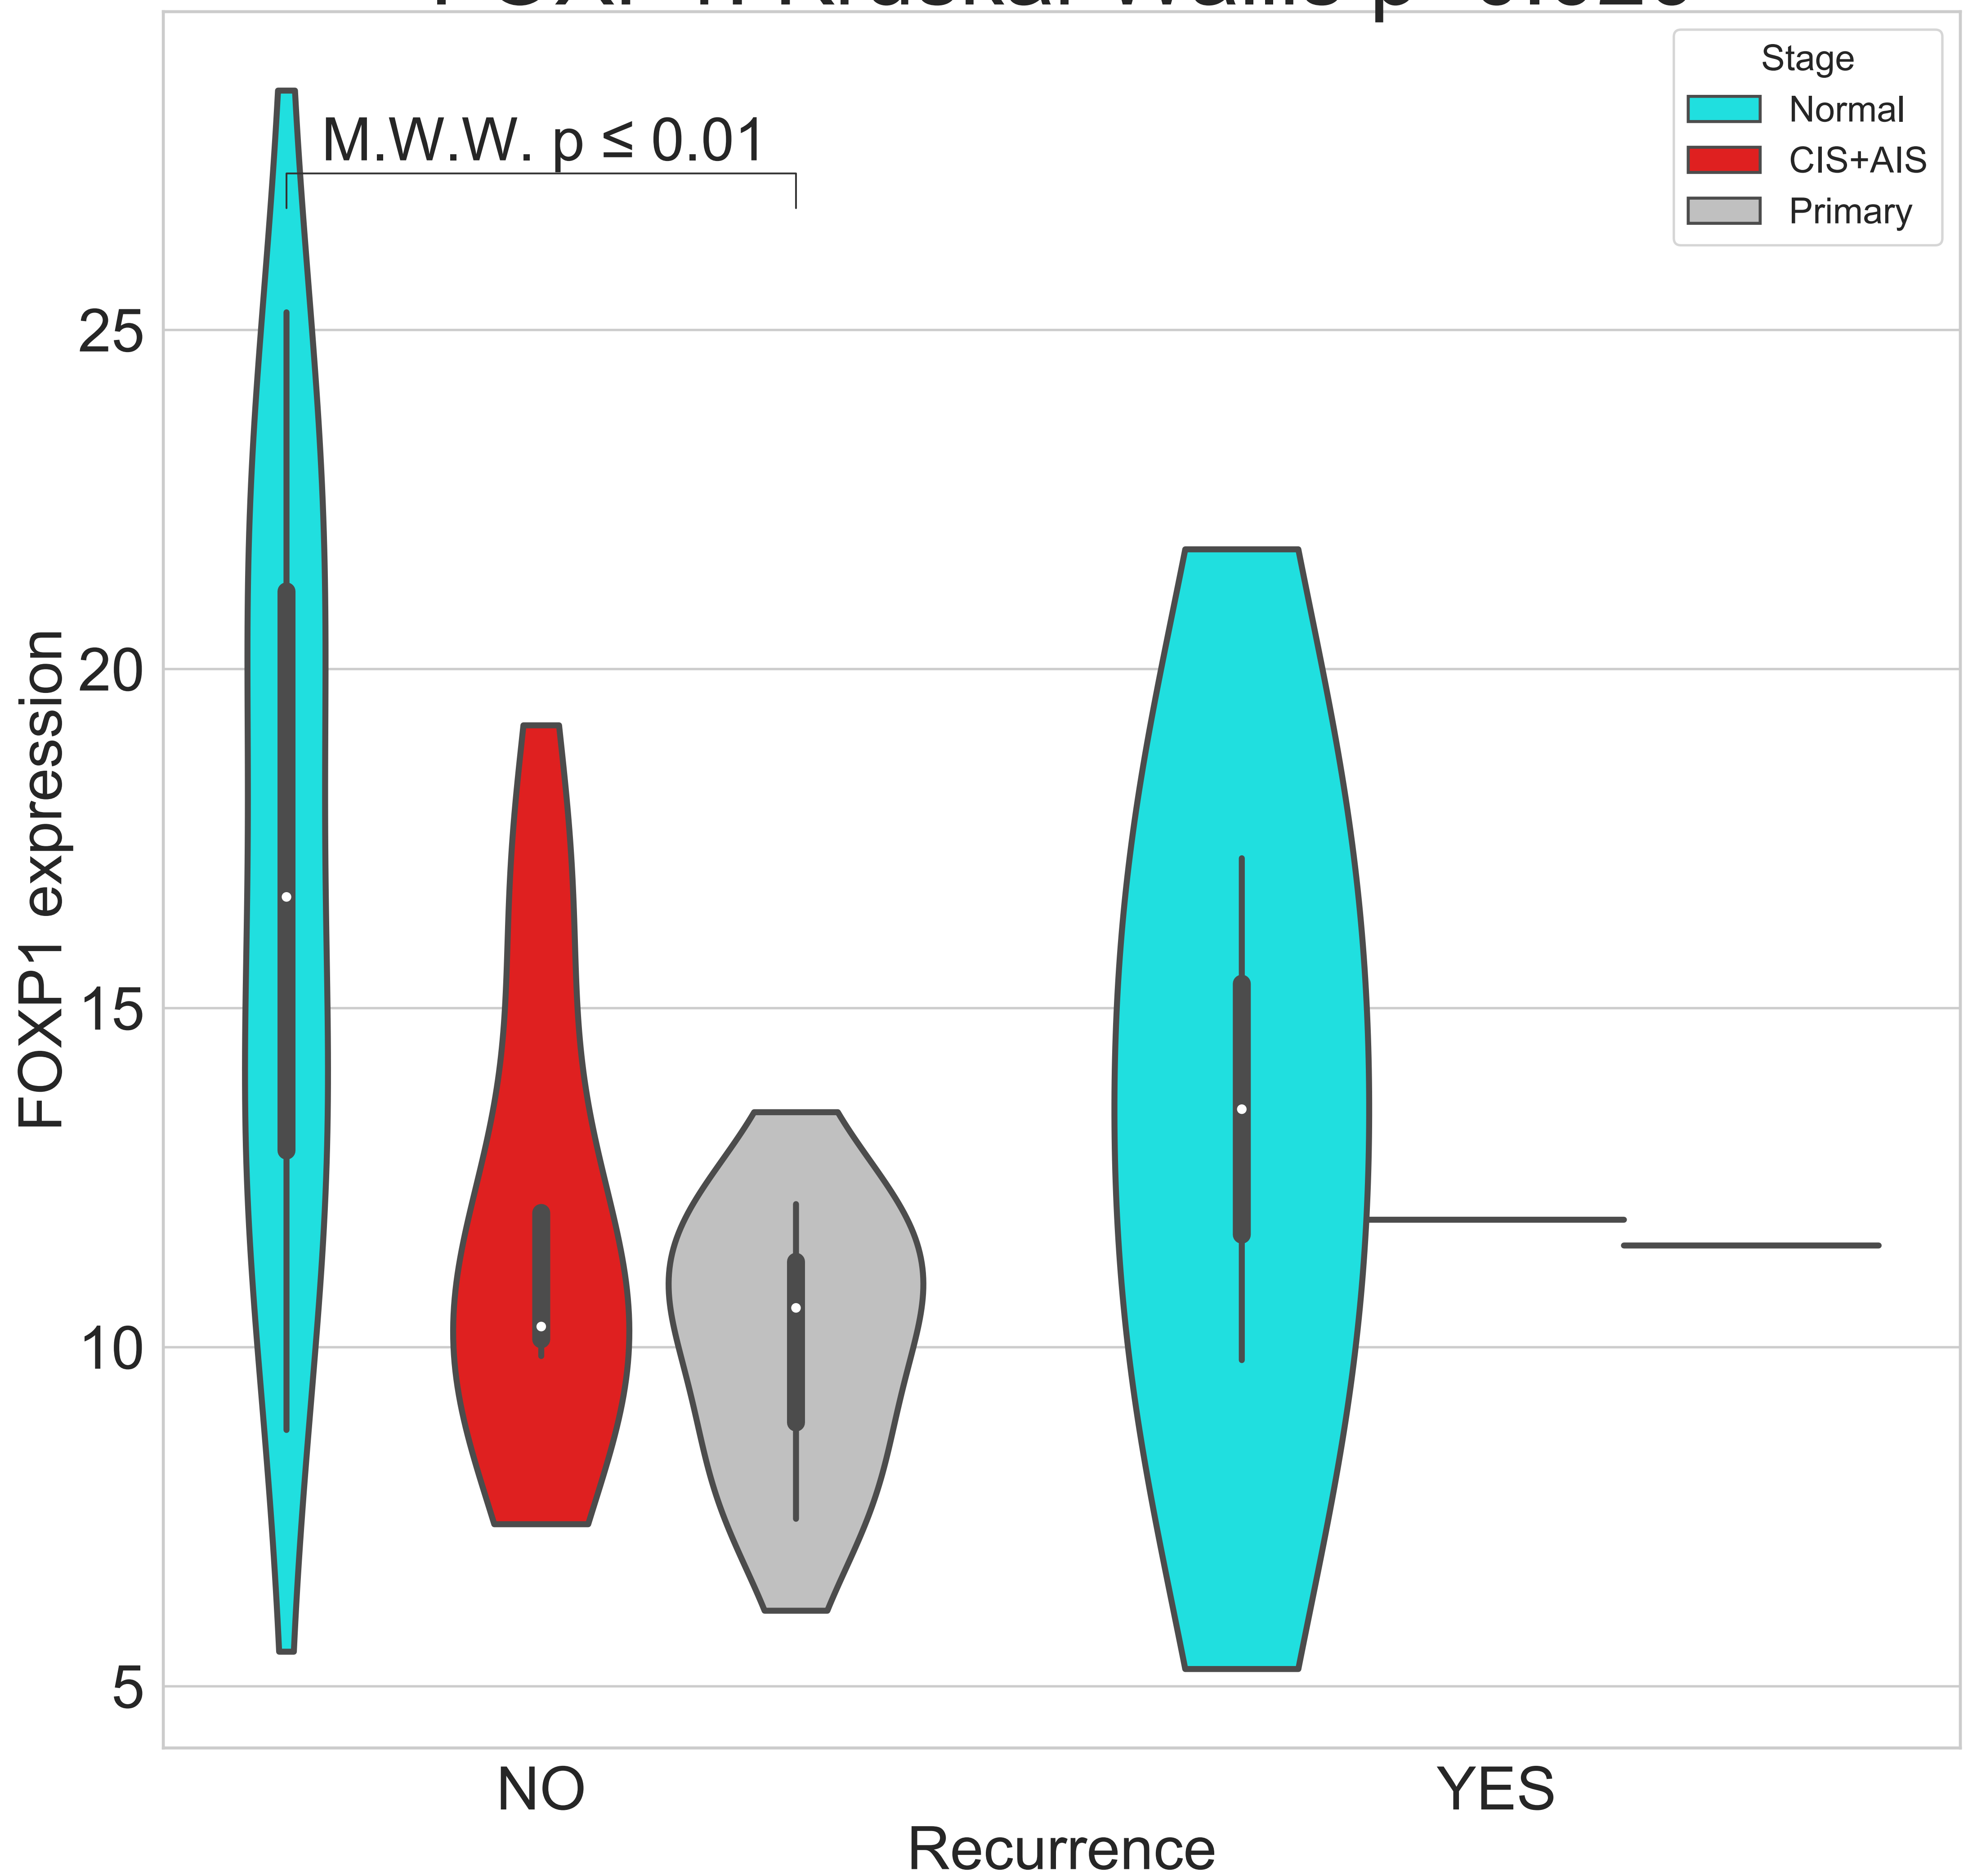 Stage
Normal
CIS+AIS
Primary
M.W.W. p ≤ 0.01
25
20
15
10
5
FOXP1 expression
NO
YES
Recurrence